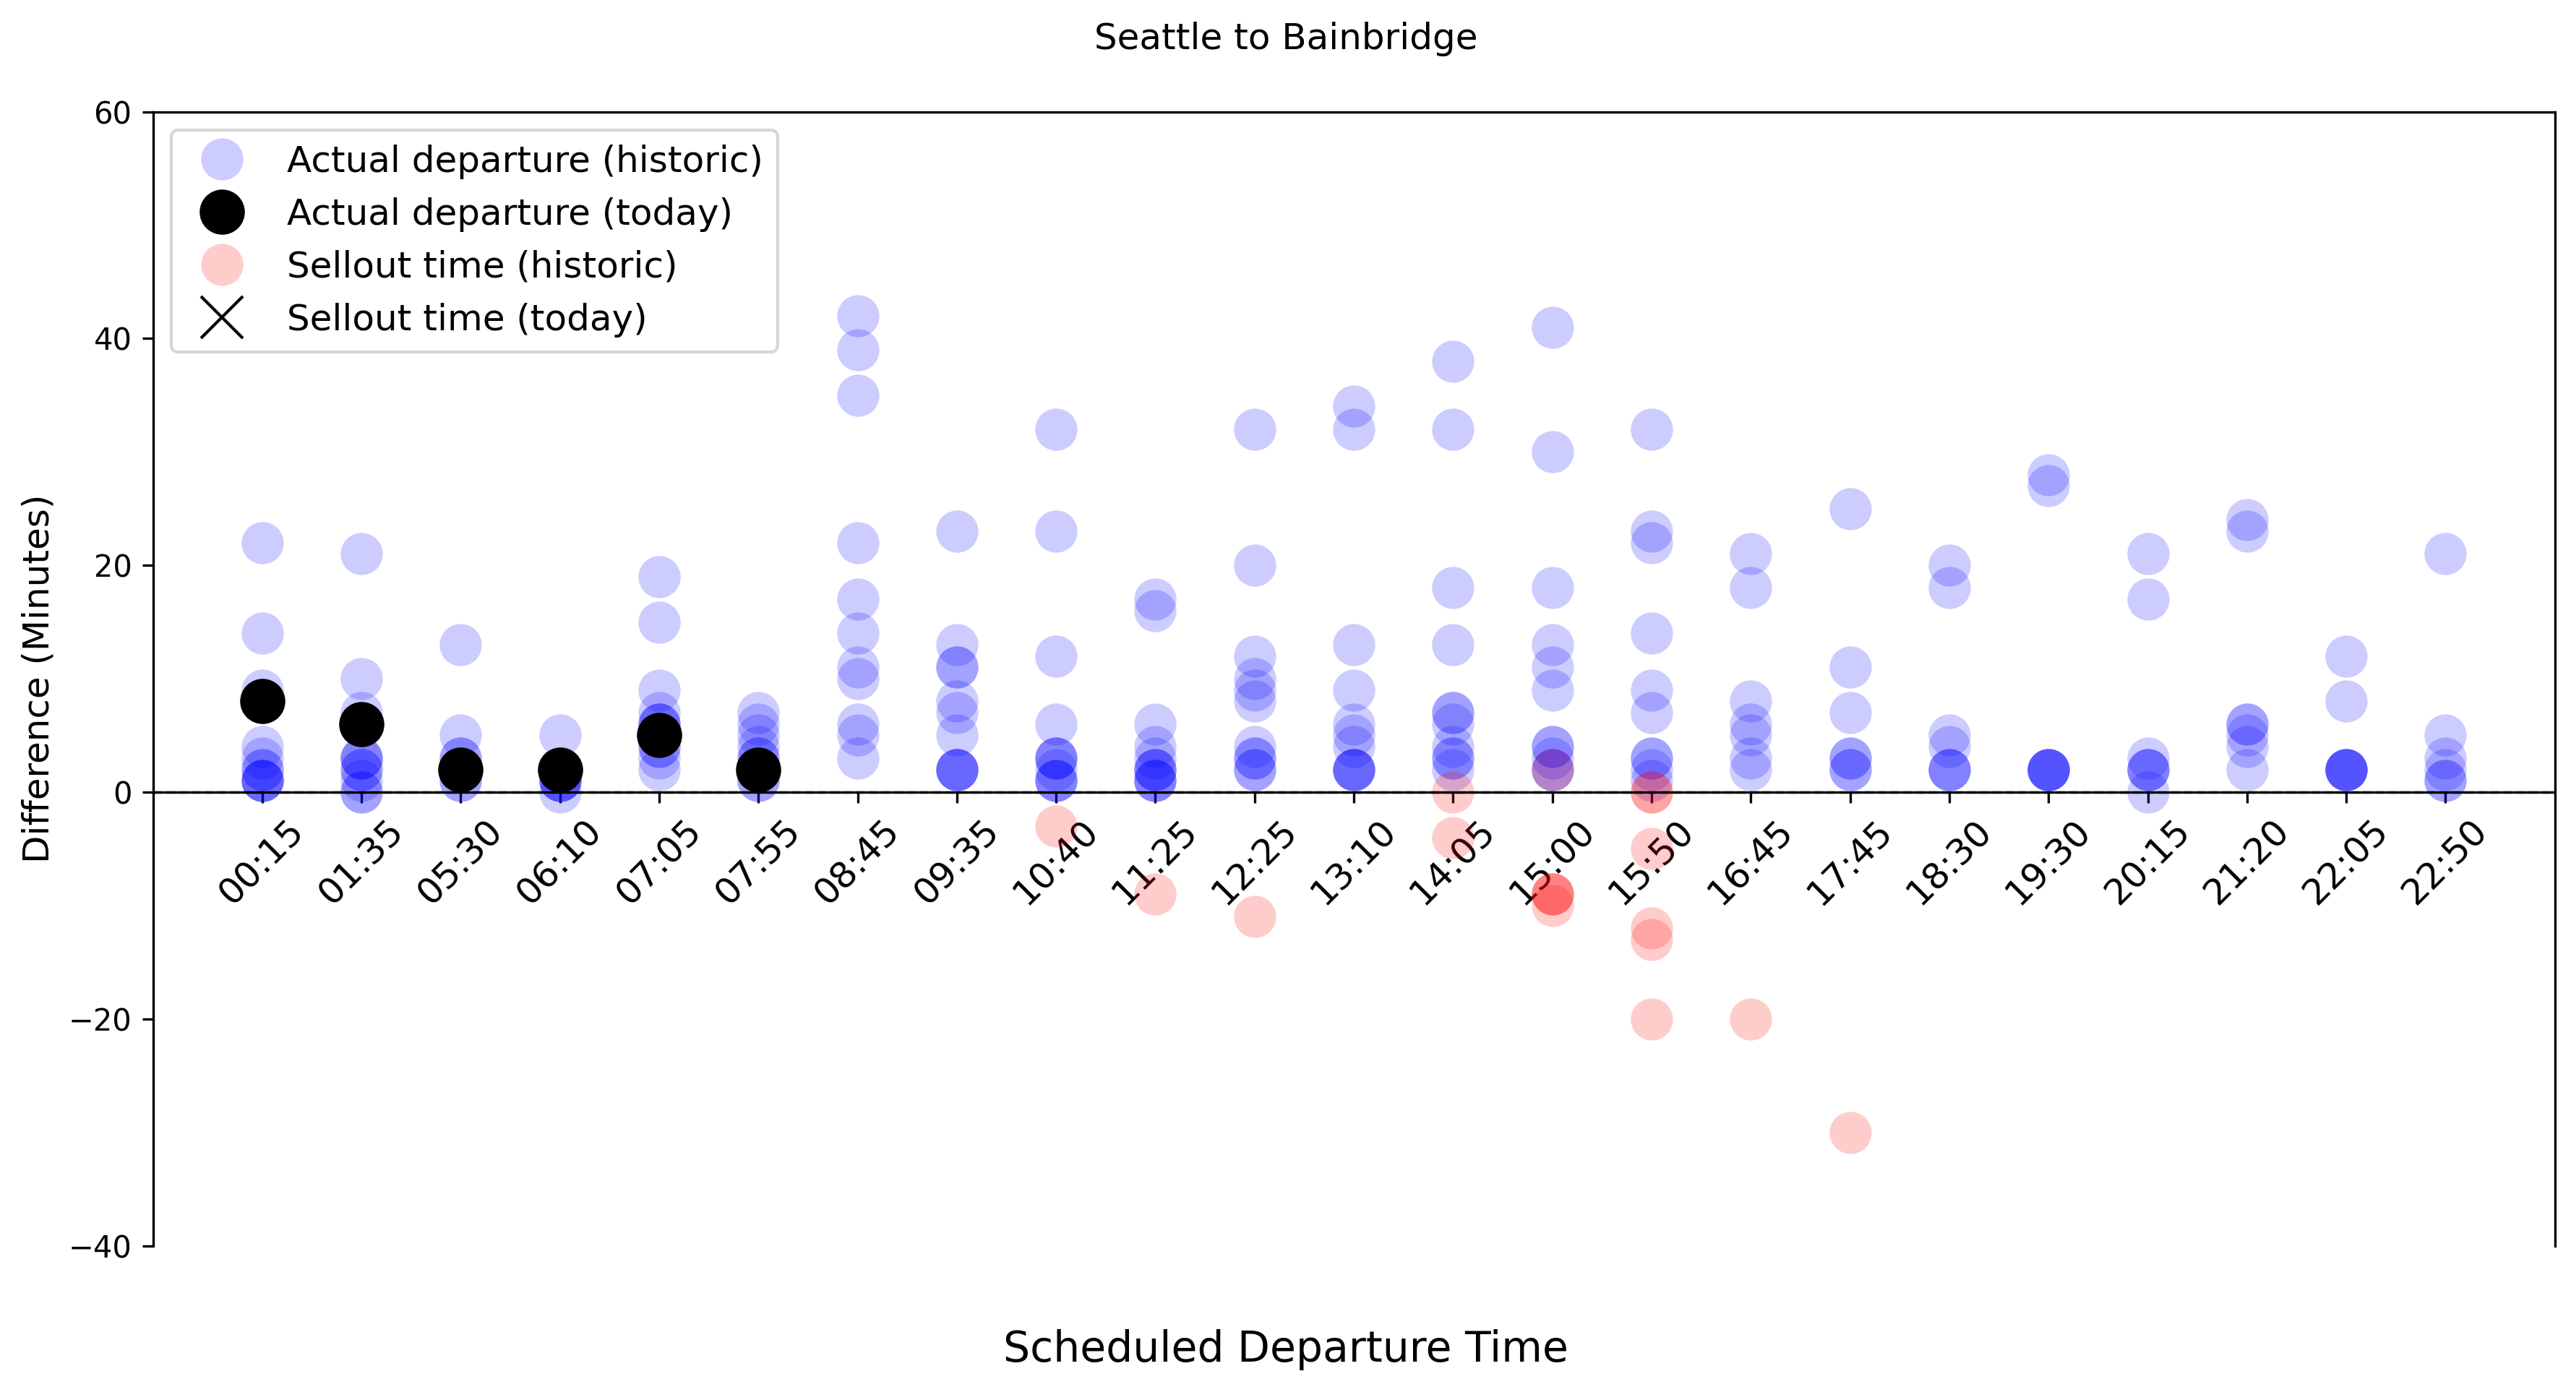 Seattle to Bainbridge
60
Actual departure (historic)
Actual departure (today)
Sellout time (historic)
Sellout time (today)
40
20
0
−20
−40
Difference (Minutes)
00:15 01:35 05:30 06:10 07:05 07:55 08:45 09:35 10:40 11:25 12:25 13:10 14:05 15:00 15:50 16:45 17:45 18:30 19:30 20:15 21:20 22:05 22:50
Scheduled Departure Time